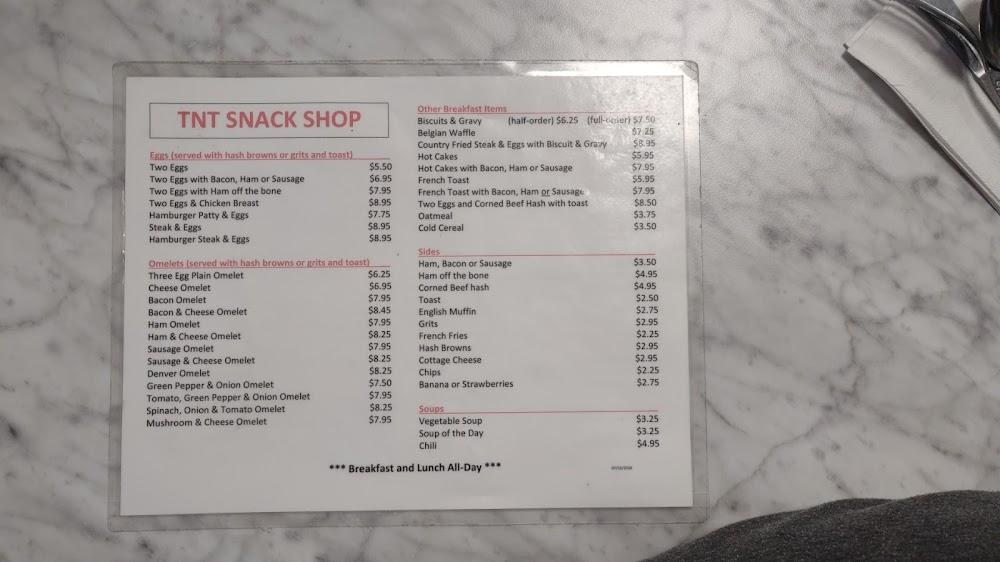 TNT SNACK SHOP
Eggs (served with hash browns or grits and toast)
Two Eggs $5.50
Two Eggs with Bacon, Ham or Sausage $6.95
Two Eggs with Ham off the bone $7.95
Two Eggs & Chicken Breast $8.95
Hamburger Patty & Eggs $7.75
Steak & Eggs $8.95
Hamburger Steak & Eggs $8.95
Omelets (served with hash browns or grits and toast)
Three Egg Plain Omelet $6.25
Cheese Omelet $6.95
Bacon Omelet $7.95
Bacon & Cheese Omelet $8.45
Ham Omelet $7.95
Ham & Cheese Omelet $8.25
Sausage Omelet $7.95
Sausage & Cheese Omelet $8.25
Denver Omelet $8.25
Green Pepper & Onion Omelet $7.50
Tomato, Green Pepper & Onion Omelet $7.95
Spinach, Onion & Tomato Omelet $8.25
Mushroom & Cheese Omelet $7.95
Other Breakfast Items
Biscuits & Gravy (half-order) $6.25 (full-order) $7.50
Belgian Waffle $7.25
Country Fried Steak & Eggs with Biscuit & Gravy $8.95
Hot Cakes $5.95
Hot Cakes with Bacon, Ham or Sausage $7.95
French Toast $5.95
French Toast with Bacon, Ham or Sausage $7.95
Two Eggs and Corned Beef Hash with toast $8.50
Oatmeal $3.75
Cold Cereal $3.50
Sides
Ham, Bacon or Sausage $3.50
Ham off the bone $4.95
Corned Beef hash $4.95
Toast $2.50
English Muffin $2.75
Grits $2.95
French Fries $2.25
Hash Browns $2.95
Cottage Cheese $2.95
Chips $2.25
Banana or Strawberries $2.75
Soups
Vegetable Soup $3.25
Soup of the Day $3.25
Chili $4.95
*** Breakfast and Lunch All-Day ***